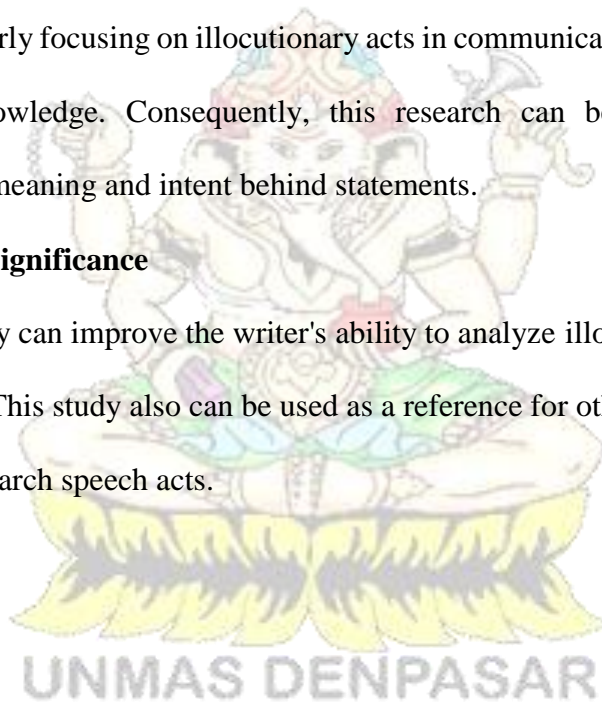 rly focusing on illocutionary acts in communica
owledge. Consequently, this research can b
meaning and intent behind statements.
ignificance
y can improve the writer's ability to analyze illo
This study also can be used as a reference for ot
arch speech acts.
UNMAS DENPASAR